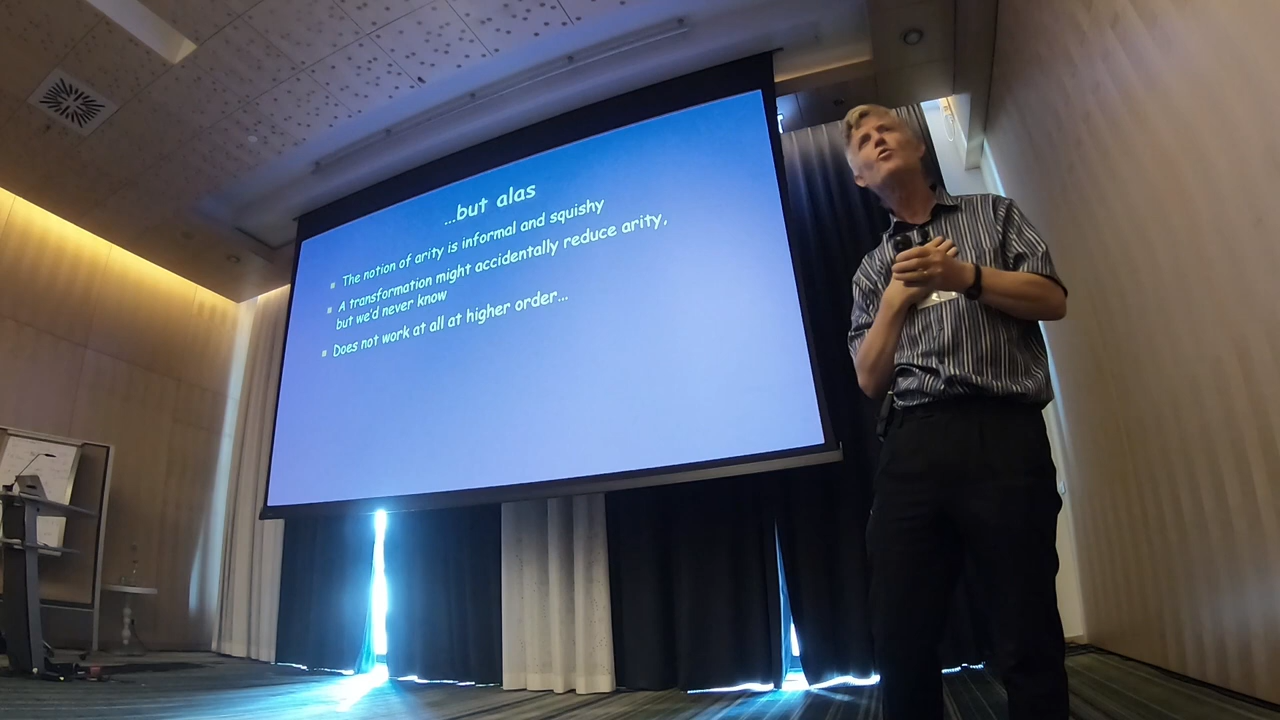 ...but alas
▪ The notion of arity is informal and squishy
▪ A transformation might accidentally reduce arity,
but we'd never know
▪ Does not work at all at higher order...